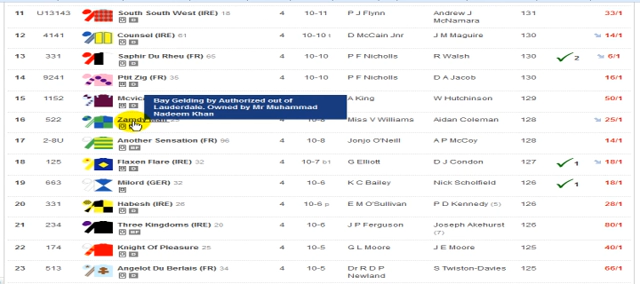 11 U13143 South South West (IRE) 18 4 10-11 P J Flynn Andrew J McNamara 131 33/1
12 4141 Counsel (IRE) 61 4 10-10 t D McCain Jnr J M Maguire 130 14/1
13 331 Saphir Du Rheu (FR) 65 4 10-10 P F Nicholls R Walsh 130 2 6/1
14 9241 Ptit Zig (FR) 35 4 10-10 P F Nicholls D A Jacob 130 16/1
15 1152 A King W Hutchinson 129 50/1
Bay Gelding by Authorized out of
Lauderdale. Owned by Mr Muhammad
Nadeem Khan
16 522 4 10-8 Miss V Williams Aidan Coleman 128 25/1
17 2-8U Another Sensation (FR) 96 4 10-8 Jonjo O'Neill A P McCoy 128 14/1
18 125 Flaxen Flare (IRE) 32 4 10-7 b1 G Elliott D J Condon 127 1 18/1
19 663 Milord (GER) 32 4 10-6 K C Bailey Nick Scholfield 126 1 18/1
20 331 Habesh (IRE) 28 4 10-6 p E M O'Sullivan P D Kennedy (5) 126 28/1
21 234 Three Kingdoms (IRE) 20 4 10-6 J P Ferguson Joseph Akehurst (7) 126 80/1
22 174 Knight Of Pleasure 25 4 10-5 G L Moore J E Moore 125 40/1
23 513 Angelot Du Berlais (FR) 34 4 10-5 Dr R D P Newland S Twiston-Davies 125 66/1